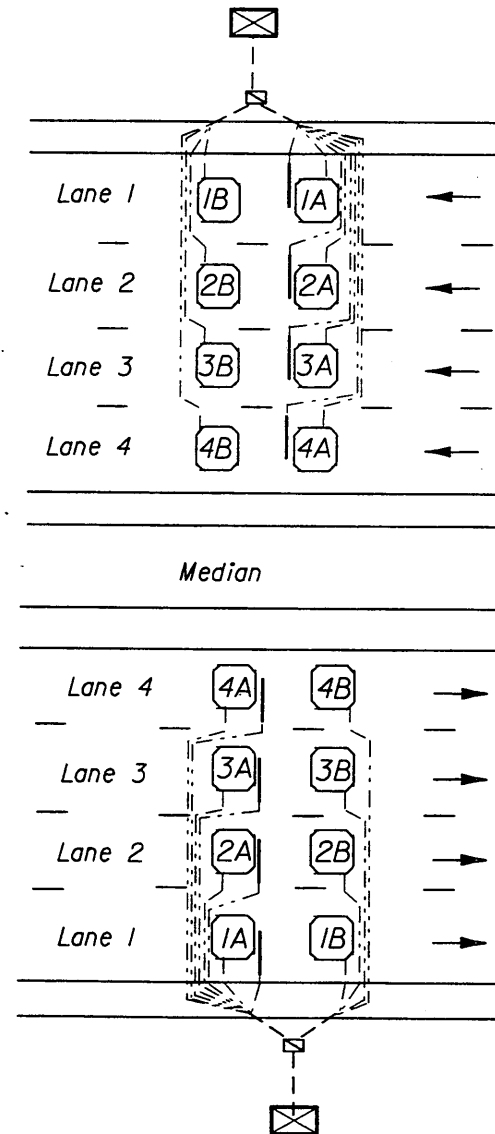 Lane 1 1B 1A
Lane 2 2B 2A
Lane 3 3B 3A
Lane 4 4B 4A
Median
Lane 4 4A 4B
Lane 3 3A 3B
Lane 2 2A 2B
Lane 1 1A 1B